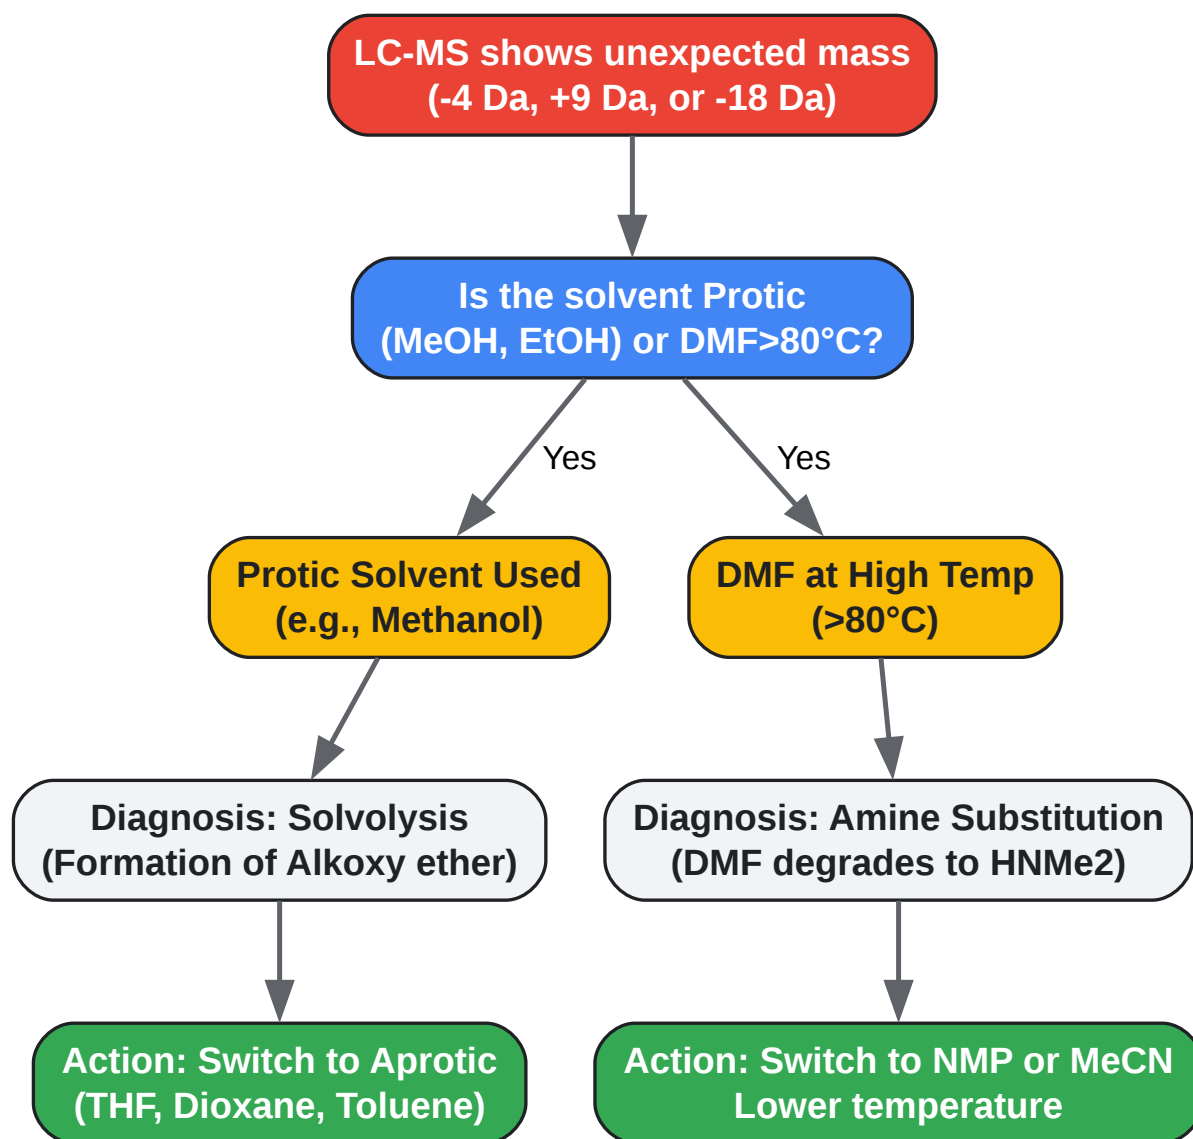 LC-MS shows unexpected mass
(-4 Da, +9 Da, or -18 Da)
Is the solvent Protic
(MeOH, EtOH) or DMF>80°C?
Yes
Yes
Protic Solvent Used
(e.g., Methanol)
DMF at High Temp
(>80°C)
Diagnosis: Solvolysis
(Formation of Alkoxy ether)
Diagnosis: Amine Substitution
(DMF degrades to HNMe2)
Action: Switch to Aprotic
(THF, Dioxane, Toluene)
Action: Switch to NMP or MeCN
Lower temperature